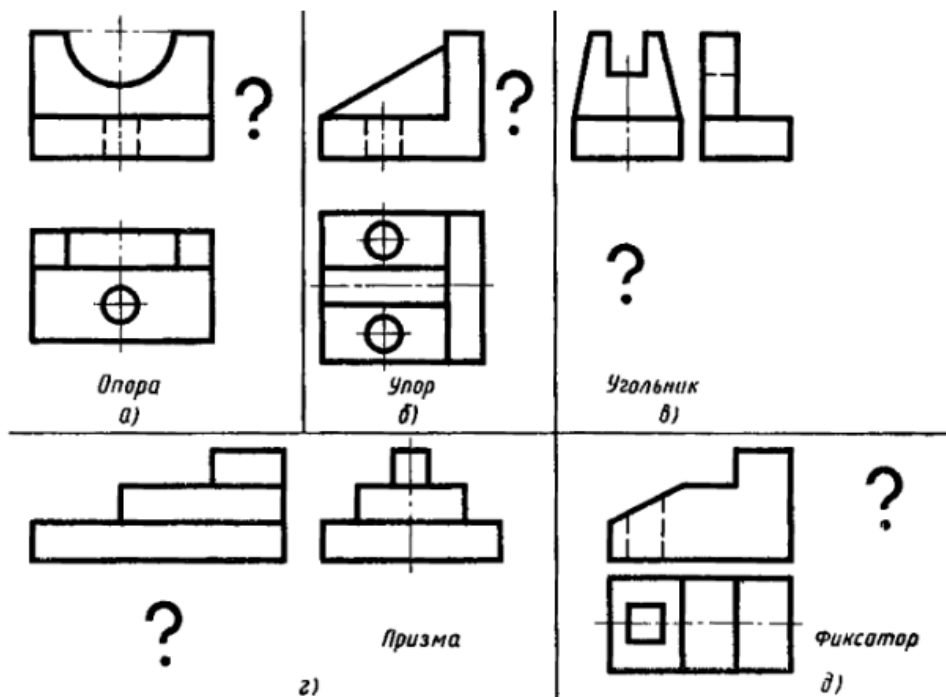 ?
?
?
Опора
а)
Упор
б)
Угольник
в)
?
?
Призма
г)
Фиксатор
д)